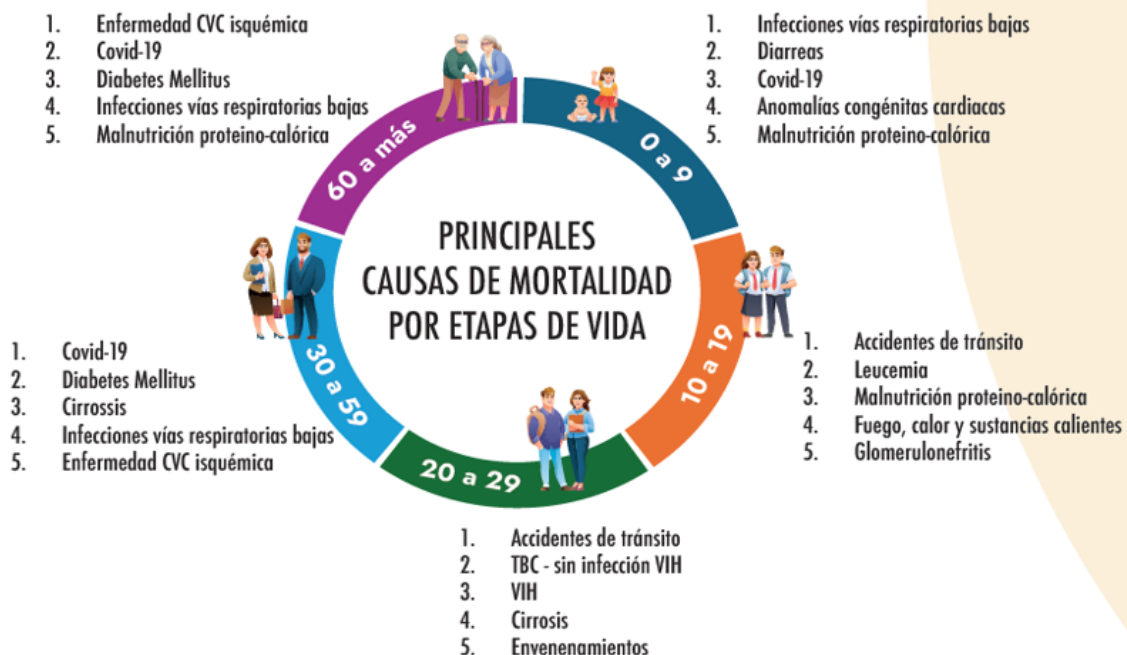 1. Enfermedad CVC isquémica
2. Covid-19
3. Diabetes Mellitus
4. Infecciones vías respiratorias bajas
5. Malnutrición proteino-calórica
1. Infecciones vías respiratorias bajas
2. Diarreas
3. Covid-19
4. Anomalías congénitas cardiacas
5. Malnutrición proteino-calórica
60 a más
0 a 9
PRINCIPALES
CAUSAS DE MORTALIDAD
POR ETAPAS DE VIDA
10 a 19
30 a 59
20 a 29
1. Accidentes de tránsito
2. Leucemia
3. Malnutrición proteino-calórica
4. Fuego, calor y sustancias calientes
5. Glomerulonefritis
1. Covid-19
2. Diabetes Mellitus
3. Cirrossis
4. Infecciones vías respiratorias bajas
5. Enfermedad CVC isquémica
1. Accidentes de tránsito
2. TBC - sin infección VIH
3. VIH
4. Cirrosis
5. Envenenamientos